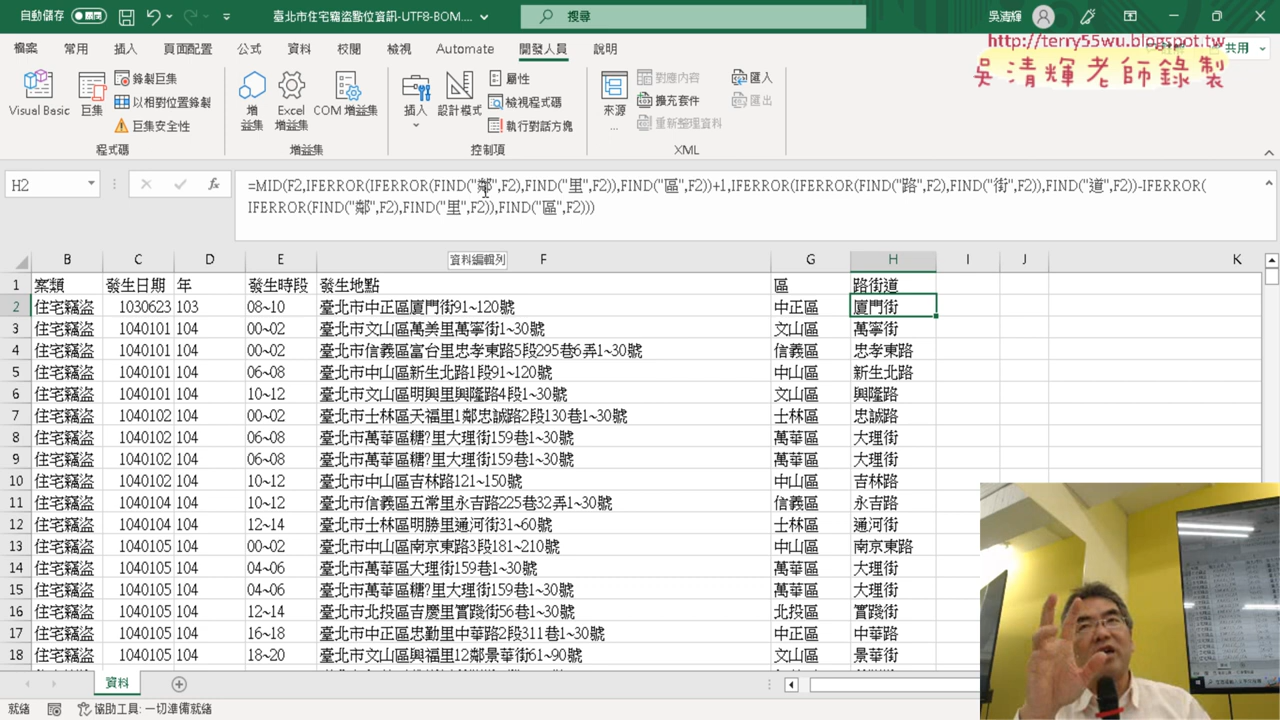 自動儲存 關閉 臺北市住宅竊盜點位資訊-UTF8-BOM.... 搜尋 吳清輝
檔案 常用 插入 頁面配置 公式 資料 校閱 檢視 Automate 開發人員 說明 共用
http://terry55wu.blogspot.tw
吳清輝老師錄製
Visual Basic 巨集 錄製巨集 以相對位置錄製 巨集安全性
增益集 Excel 增益集 COM 增益集
插入 設計模式 屬性 檢視程式碼 執行對話方塊
來源... 對應內容 擴充套件 重新整理資料 匯入 匯出
程式碼 增益集 控制項 XML
H2 =MID(F2,IFERROR(IFERROR(FIND("鄰",F2),FIND("里",F2)),FIND("區",F2))+1,IFERROR(IFERROR(FIND("路",F2),FIND("街",F2)),FIND("道",F2))-IFERROR(
IFERROR(FIND("鄰",F2),FIND("里",F2)),FIND("區",F2)))
資料編輯列
B C D E F G H I J K
1 案類 發生日期 年 發生時段 發生地點 區 路街道
2 住宅竊盜 1030623 103 08~10 臺北市中正區廈門街91~120號 中正區 廈門街
3 住宅竊盜 1040101 104 00~02 臺北市文山區萬美里萬寧街1~30號 文山區 萬寧街
4 住宅竊盜 1040101 104 00~02 臺北市信義區富台里忠孝東路5段295巷6弄1~30號 信義區 忠孝東路
5 住宅竊盜 1040101 104 06~08 臺北市中山區新生北路1段91~120號 中山區 新生北路
6 住宅竊盜 1040101 104 10~12 臺北市文山區明興里興隆路4段1~30號 文山區 興隆路
7 住宅竊盜 1040102 104 00~02 臺北市士林區天福里1鄰忠誠路2段130巷1~30號 士林區 忠誠路
8 住宅竊盜 1040102 104 06~08 臺北市萬華區糖?里大理街159巷1~30號 萬華區 大理街
9 住宅竊盜 1040102 104 06~08 臺北市萬華區糖?里大理街159巷1~30號 萬華區 大理街
10 住宅竊盜 1040102 104 10~12 臺北市中山區吉林路121~150號 中山區 吉林路
11 住宅竊盜 1040104 104 10~12 臺北市信義區五常里永吉路225巷32弄1~30號 信義區 永吉路
12 住宅竊盜 1040104 104 12~14 臺北市士林區明勝里通河街31~60號 士林區 通河街
13 住宅竊盜 1040105 104 00~02 臺北市中山區南京東路3段181~210號 中山區 南京東路
14 住宅竊盜 1040105 104 04~06 臺北市萬華區大理街159巷1~30號 萬華區 大理街
15 住宅竊盜 1040105 104 04~06 臺北市萬華區糖?里大理街159巷1~30號 萬華區 大理街
16 住宅竊盜 1040105 104 12~14 臺北市北投區吉慶里實踐街56巷1~30號 北投區 實踐街
17 住宅竊盜 1040105 104 16~18 臺北市中正區忠勤里中華路2段311巷1~30號 中正區 中華路
18 住宅竊盜 1040105 104 18~20 臺北市文山區興福里12鄰景華街61~90號 文山區 景華街
資料
就緒 協助工具: 一切準備就緒